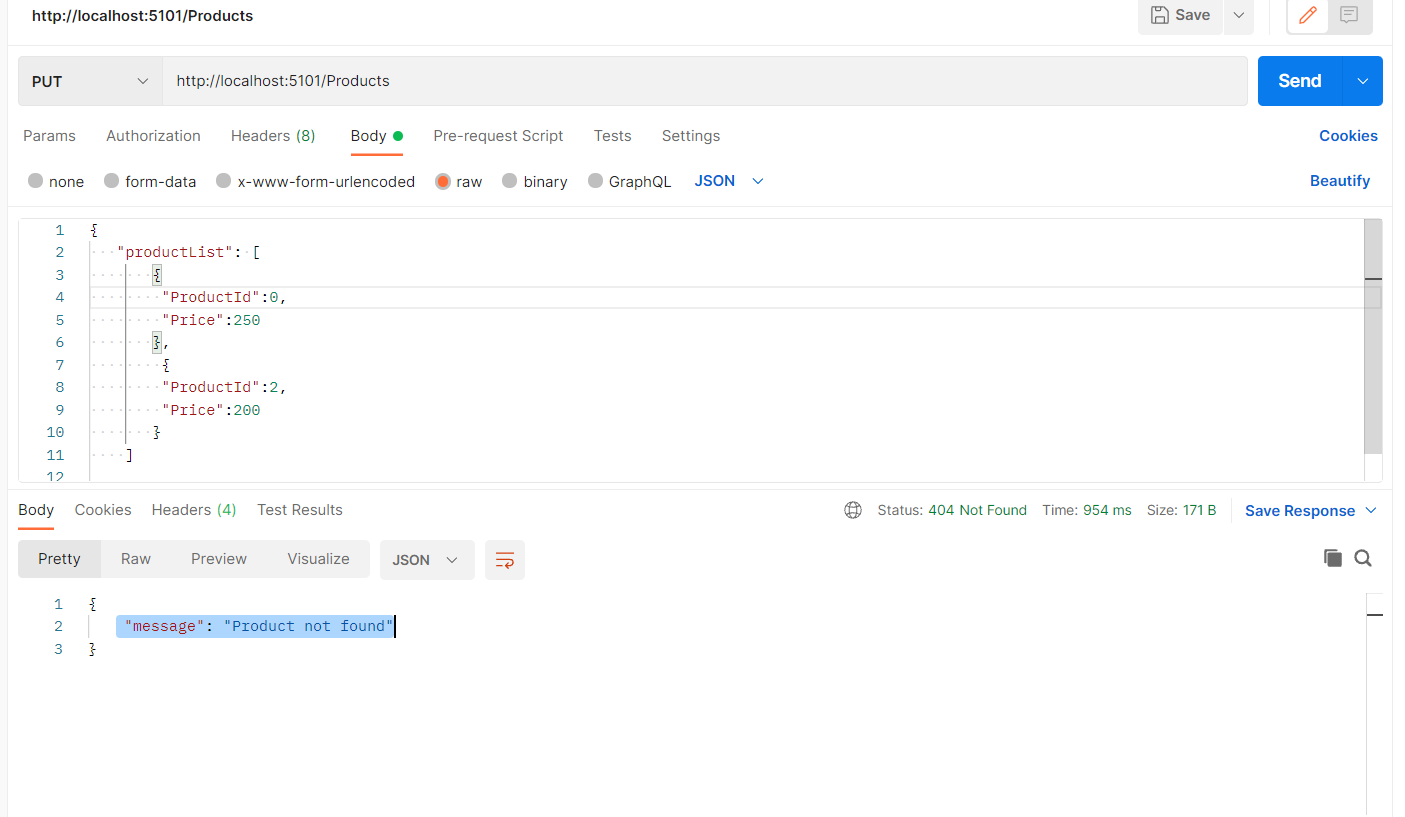 http://localhost:5101/Products
Save
PUT
http://localhost:5101/Products
Send
Params Authorization Headers (8) Body Pre-request Script Tests Settings Cookies
none form-data x-www-form-urlencoded raw binary GraphQL JSON Beautify
1 {
2 "productList": [
3 {
4 "ProductId":0,
5 "Price":250
6 },
7 {
8 "ProductId":2,
9 "Price":200
10 }
11 ]
12
Body Cookies Headers (4) Test Results Status: 404 Not Found Time: 954 ms Size: 171 B Save Response
Pretty Raw Preview Visualize JSON
1 {
2 "message": "Product not found"
3 }